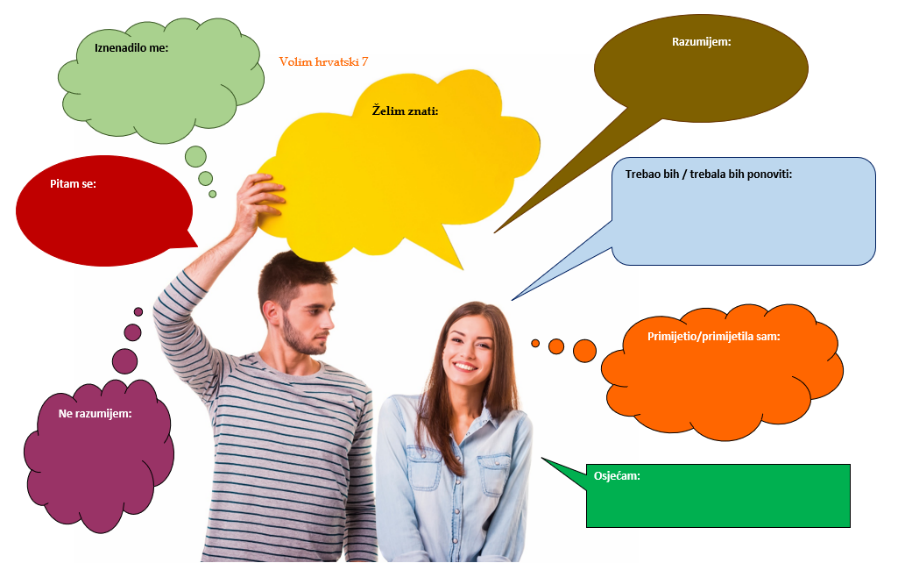 Iznenadilo me:
Volim hrvatski 7
Razumijem:
Želim znati:
Pitam se:
Trebao bih / trebala bih ponoviti:
Primijetio/primijetila sam:
Ne razumijem:
Osjećam: